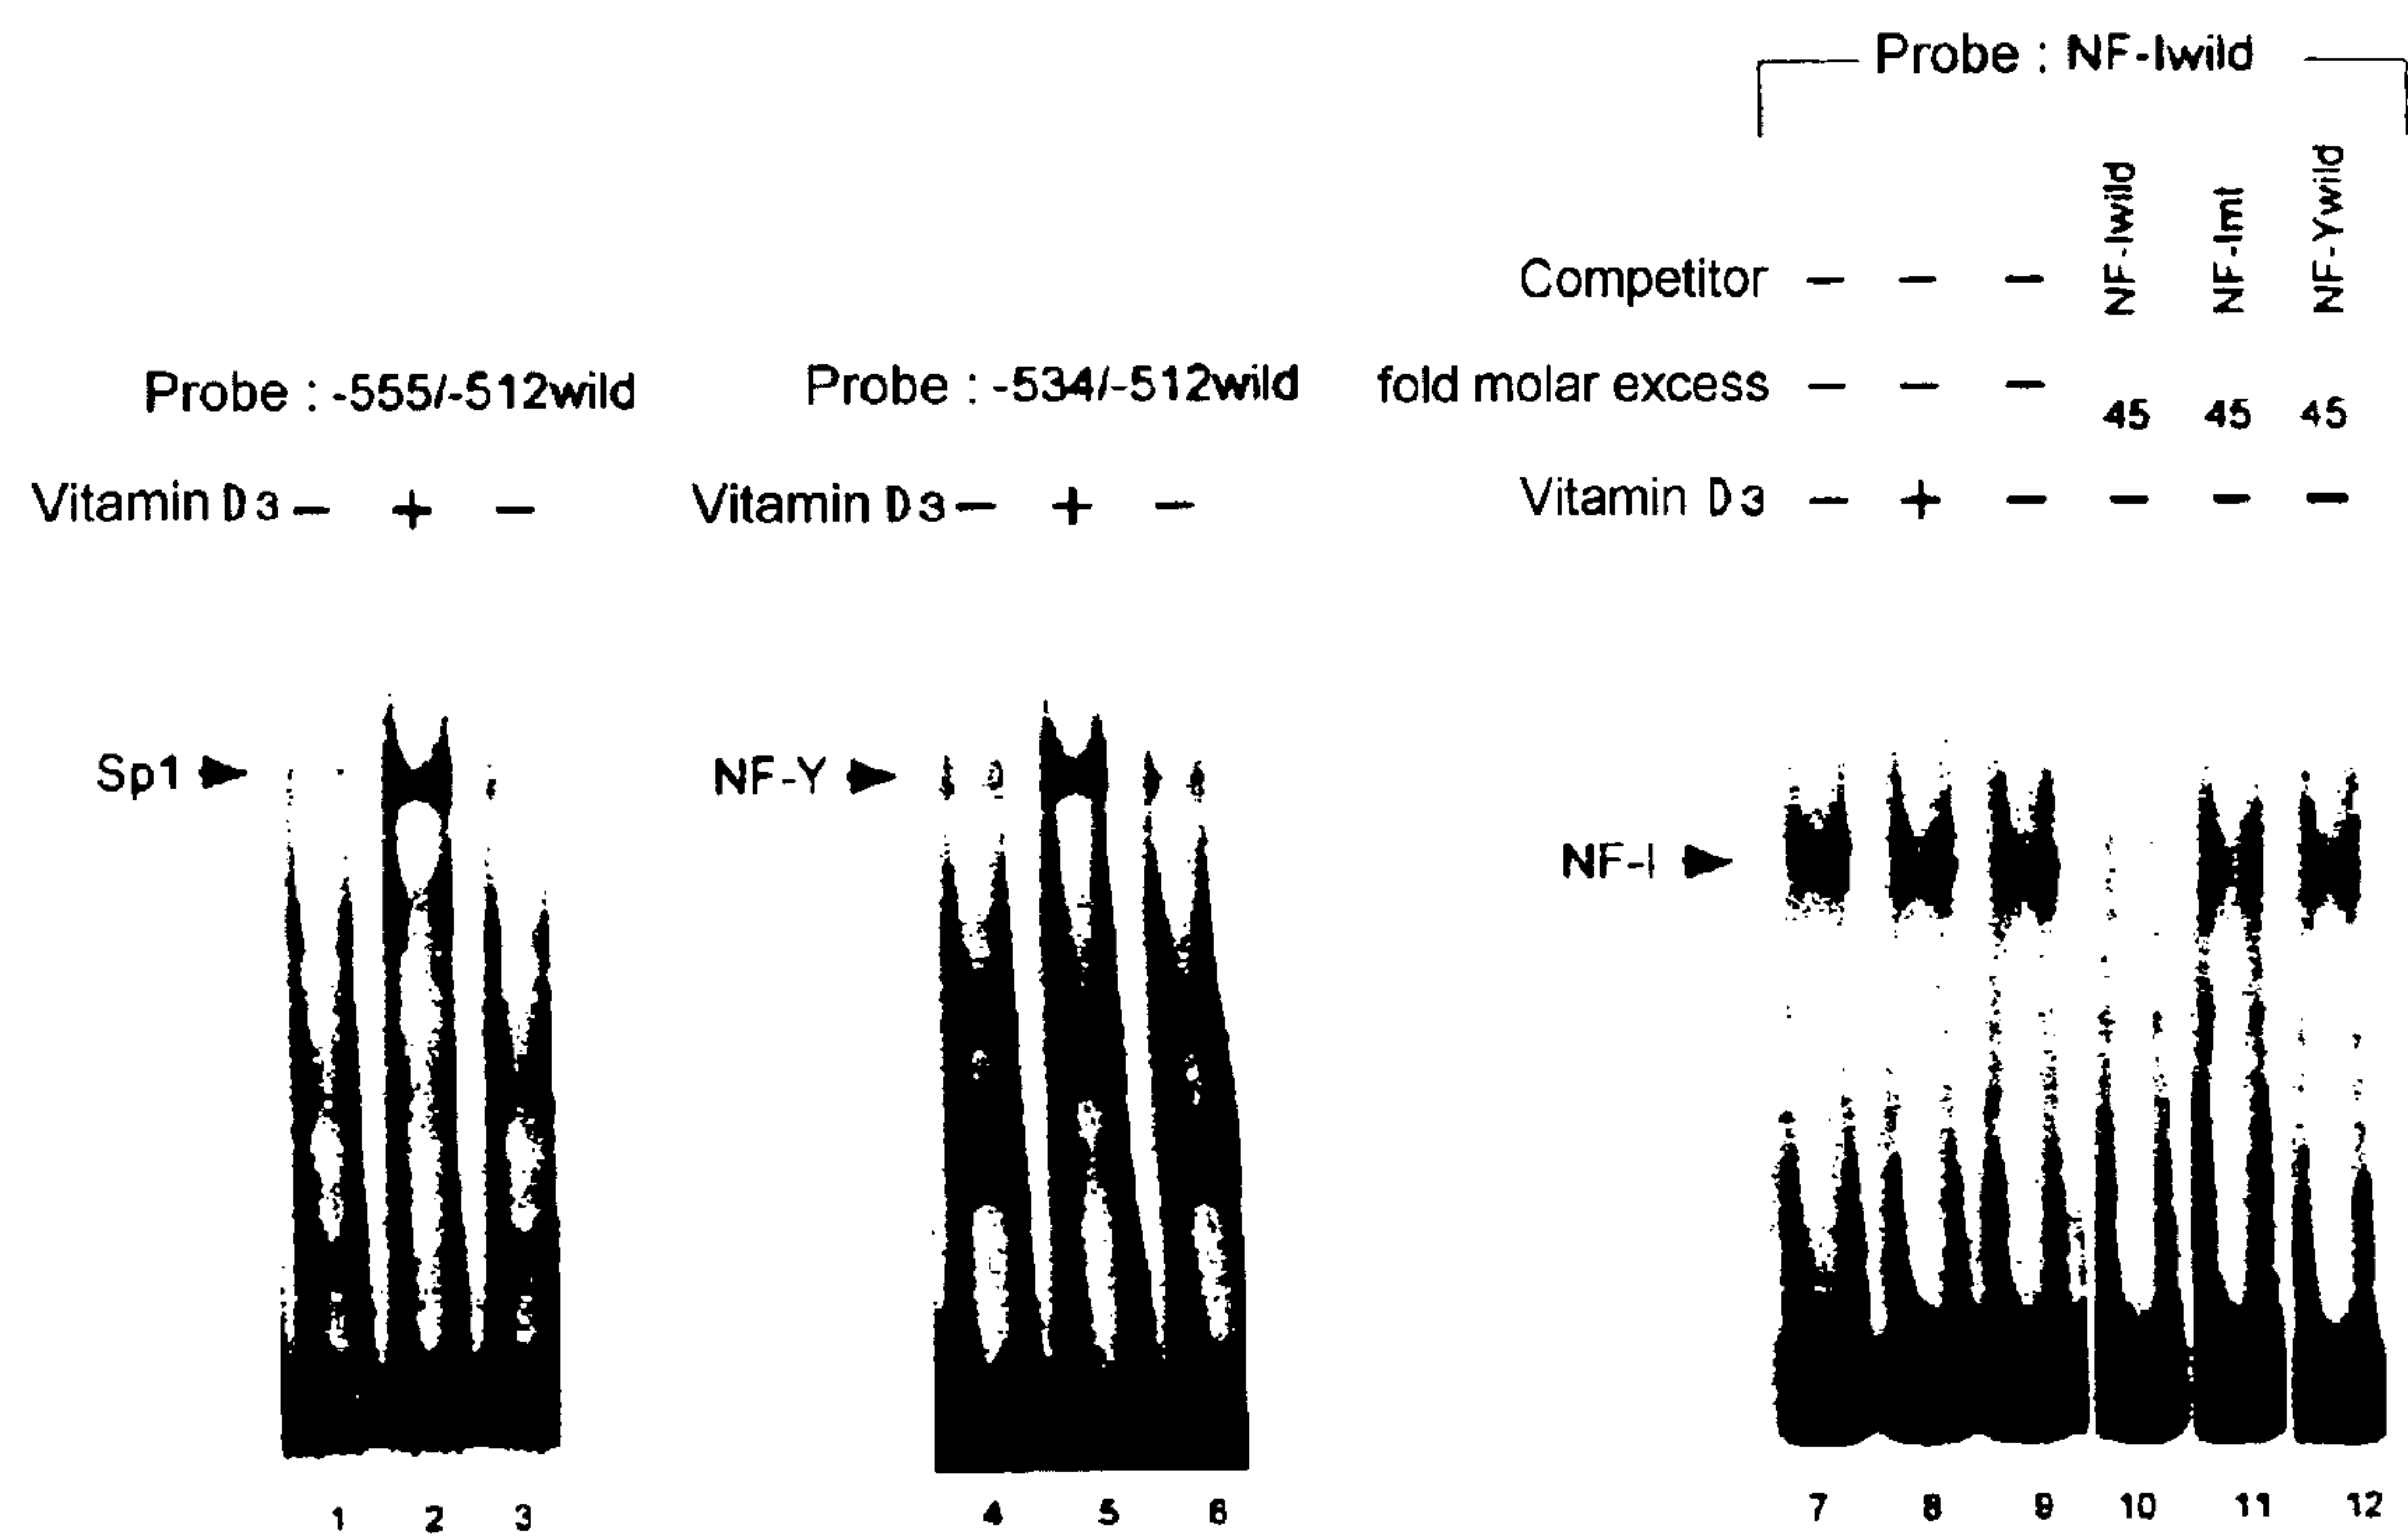 Probe : NF-Iwild
Competitor – – – NF-Iwild NF-Imt NF-Ywild
Probe : -555/-512wild
Probe : -534/-512wild
fold molar excess – – – 45 45 45
Vitamin D3 – + –
Vitamin D3 – + –
Vitamin D3 – + – – – –
Sp1
NF-Y
NF-I
1 2 3
4 5 6
7 8 9 10 11 12